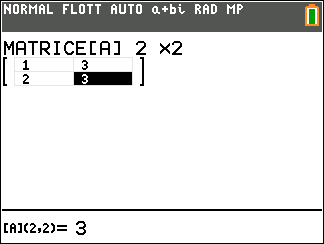 NORMAL FLOTT AUTO a+bi RAD MP
MATRICE[A] 2 ×2
[ 1 3 ]
2 3
[A](2,2)= 3